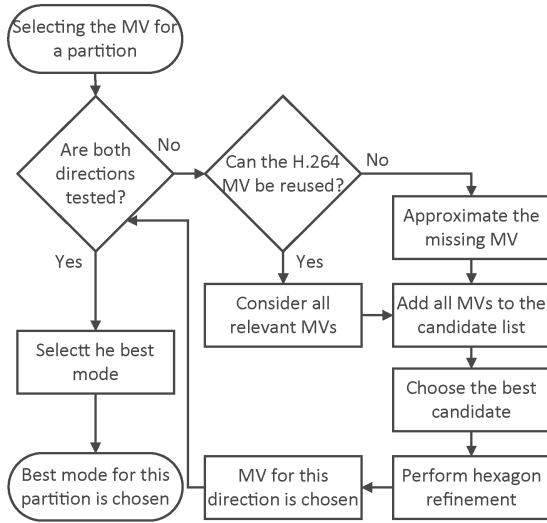 Selecting the MV for
a partition
Are both
directions
tested?
No
Can the H.264
MV be reused?
No
Approximate the
missing MV
Yes
Yes
Consider all
relevant MVs
Add all MVs to the
candidate list
Selectt he best
mode
Choose the best
candidate
Best mode for this
partition is chosen
MV for this
direction is chosen
Perform hexagon
refinement